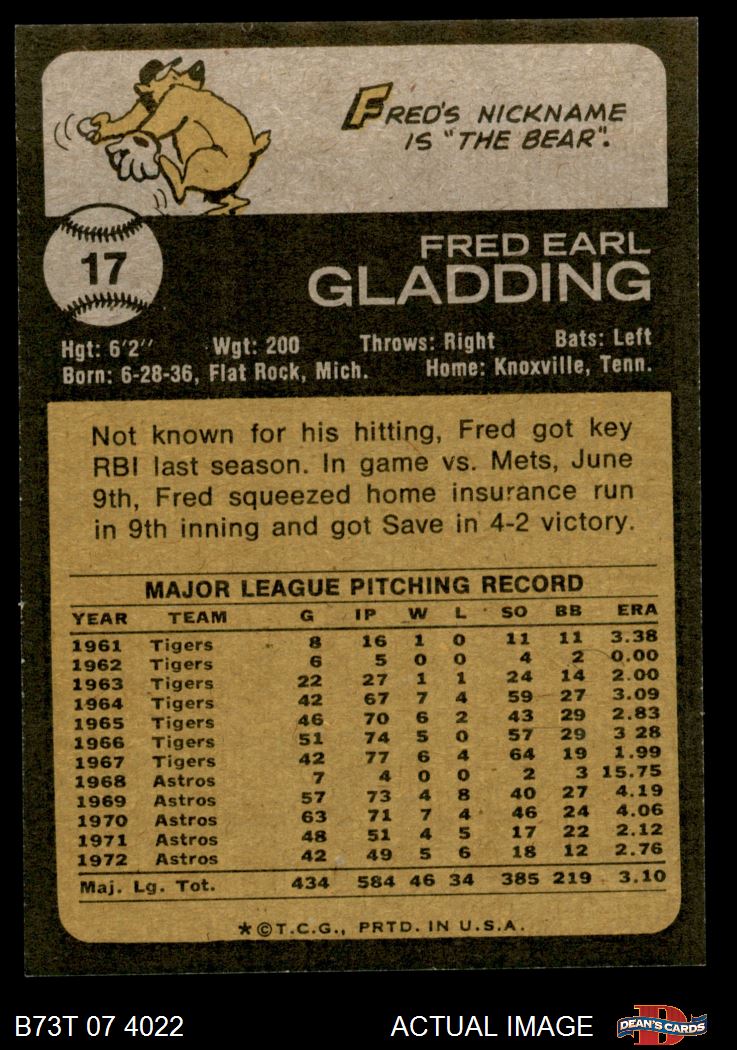 FRED'S NICKNAME
IS "THE BEAR".
17
FRED EARL
GLADDING
Hgt: 6'2" Wgt: 200 Throws: Right Bats: Left
Born: 6-28-36, Flat Rock, Mich. Home: Knoxville, Tenn.
Not known for his hitting, Fred got key
RBI last season. In game vs. Mets, June
9th, Fred squeezed home insurance run
in 9th inning and got Save in 4-2 victory.
MAJOR LEAGUE PITCHING RECORD
YEAR TEAM G IP W L SO BB ERA
1961 Tigers 8 16 1 0 11 11 3.38
1962 Tigers 6 5 0 0 4 2 0.00
1963 Tigers 22 27 1 1 24 14 2.00
1964 Tigers 42 67 7 4 59 27 3.09
1965 Tigers 46 70 6 2 43 29 2.83
1966 Tigers 51 74 5 0 57 29 3 28
1967 Tigers 42 77 6 4 64 19 1.99
1968 Astros 7 4 0 0 2 3 15.75
1969 Astros 57 73 4 8 40 27 4.19
1970 Astros 63 71 7 4 46 24 4.06
1971 Astros 48 51 4 5 17 22 2.12
1972 Astros 42 49 5 6 18 12 2.76
Maj. Lg. Tot. 434 584 46 34 385 219 3.10
*©T.C.G., PRTD. IN U.S.A.
B73T 07 4022 ACTUAL IMAGE D DEAN'S CARDS